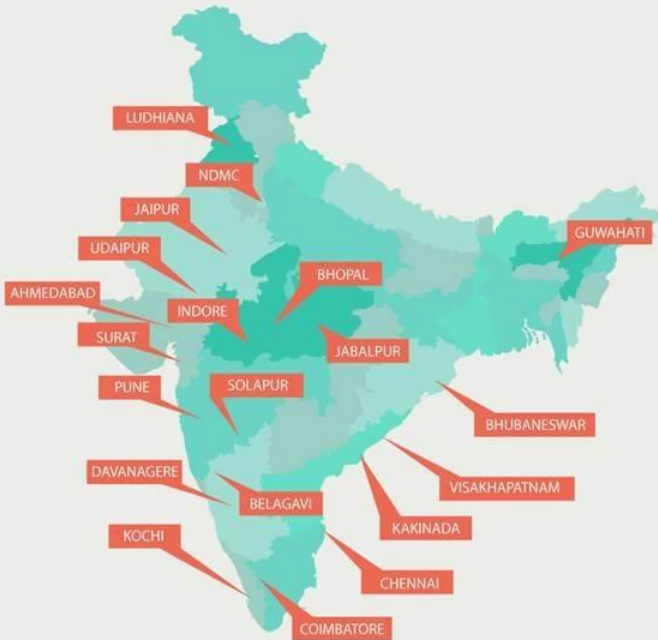 LUDHIANA
NDMC
JAIPUR
GUWAHATI
UDAIPUR
BHOPAL
AHMEDABAD
INDORE
SURAT
JABALPUR
PUNE
SOLAPUR
BHUBANESWAR
DAVANAGERE
VISAKHAPATNAM
BELAGAVI
KAKINADA
KOCHI
CHENNAI
COIMBATORE